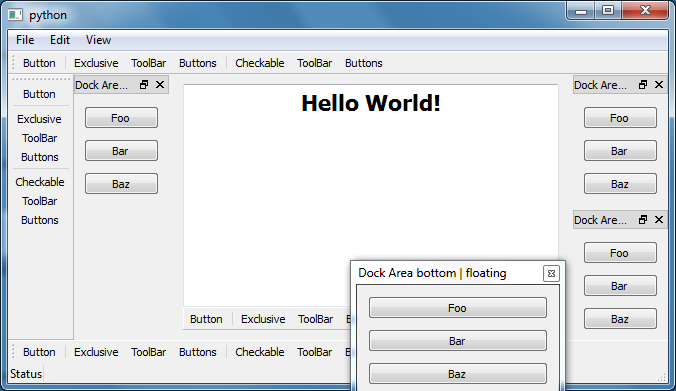 python
File Edit View
Button Exclusive ToolBar Buttons Checkable ToolBar Buttons
Button
Exclusive
ToolBar
Buttons
Checkable
ToolBar
Buttons
Dock Are...
Foo
Bar
Baz
Hello World!
Dock Are...
Foo
Bar
Baz
Dock Are...
Foo
Bar
Baz
Button Exclusive ToolBar
Dock Area bottom | floating
Foo
Bar
Baz
Button Exclusive ToolBar Buttons Checkable ToolBar
Status